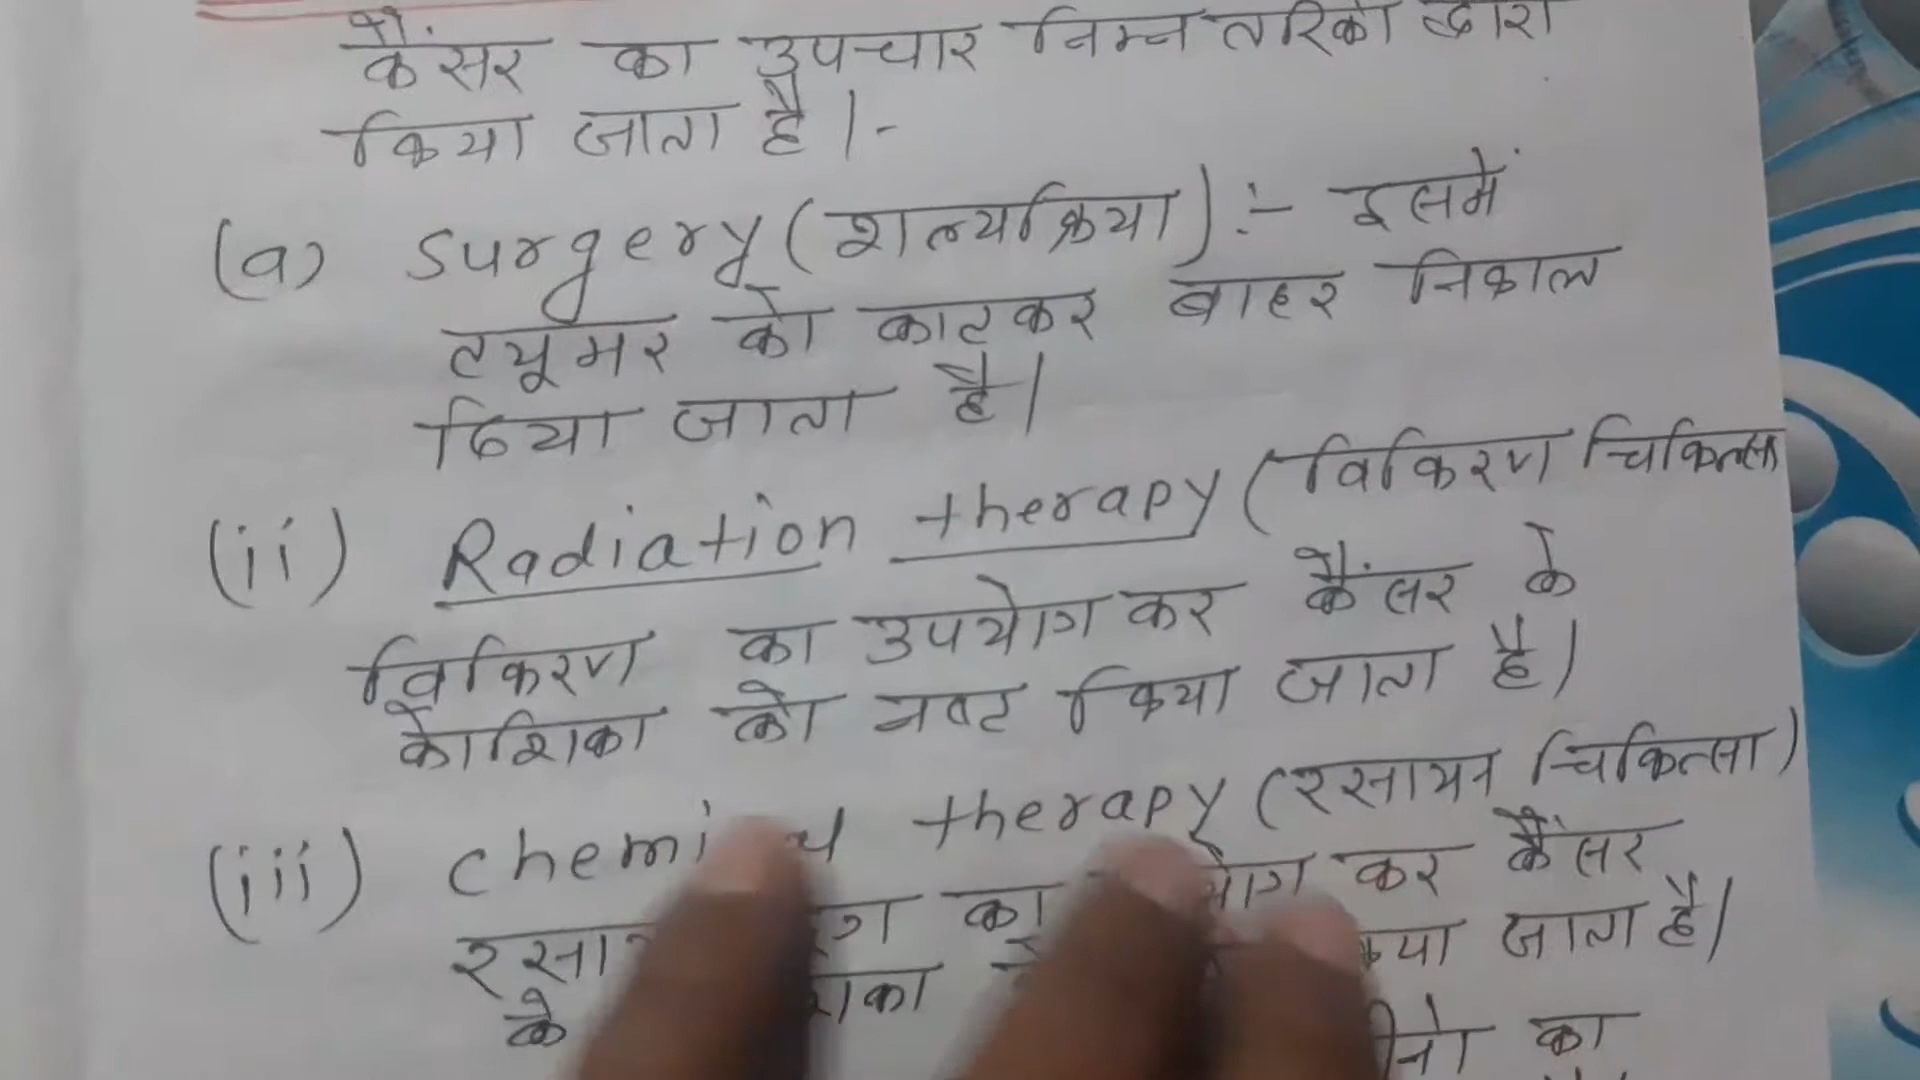 कैंसर का उपचार निम्न तरिको द्वारा
किया जाता है।-
(a) Surgery (शल्यक्रिया) :- इसमें
ट्यूमर को काटकर बाहर निकाल
दिया जाता है।
(ii) Radiation therapy (विकिरण चिकित्सा
विकिरण का उपयोग कर कैंसर के
कोशिका को नष्ट किया जाता है।
(iii) therapy (रसायन चिकित्सा)
का कर कैंसर
के जाता है।
का